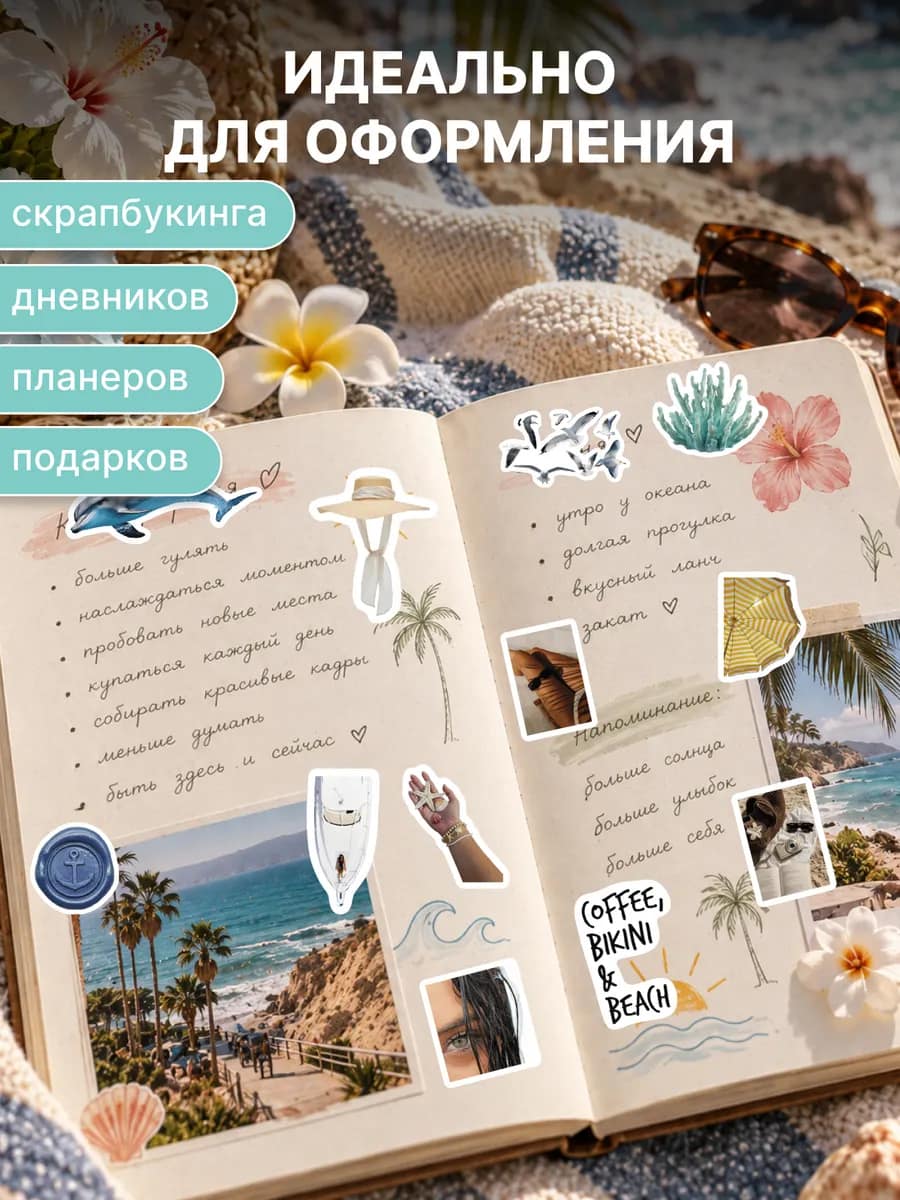 ИДЕАЛЬНО
ДЛЯ ОФОРМЛЕНИЯ
скрапбукинга
дневников
планеров
подарков
больше гулять
наслаждаться моментом
пробовать новые места
купаться каждый день
собирать красивые кадры
меньше думать
быть здесь и сейчас
утро у океана
долгая прогулка
вкусный ланч
закат
Напоминание:
больше солнца
больше улыбок
больше себя
COFFEE,
BIKINI
&
BEACH